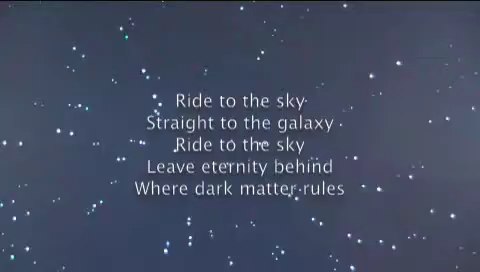 Ride to the sky
Straight to the galaxy
Ride to the sky
Leave eternity behind
Where dark matter rules